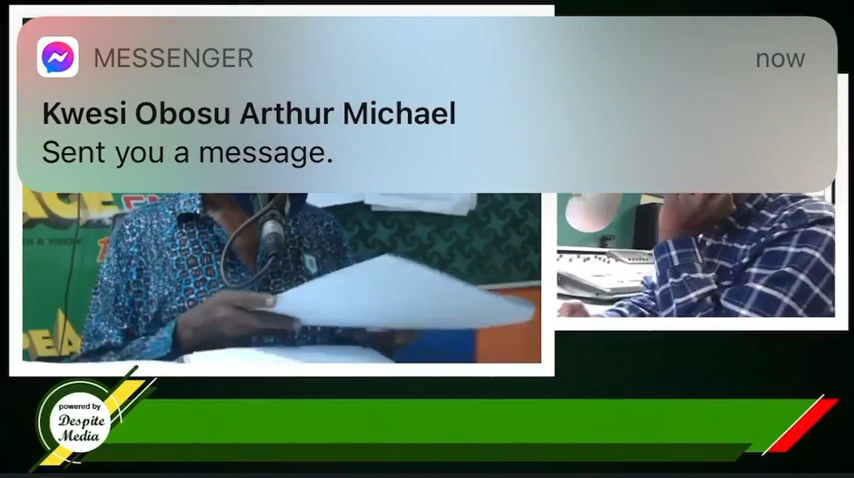 MESSENGER
now
Kwesi Obosu Arthur Michael
Sent you a message.
powered by
Despite
Media